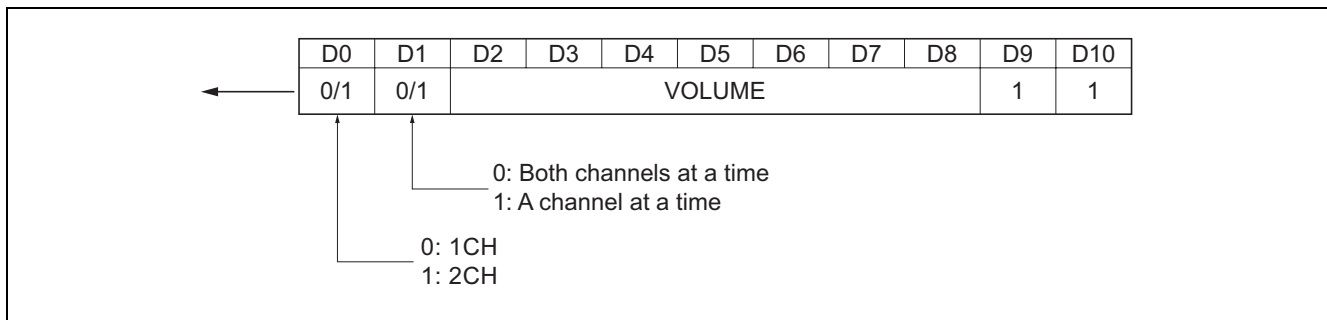 D0 D1 D2 D3 D4 D5 D6 D7 D8 D9 D10
0/1 0/1 VOLUME 1 1
0: Both channels at a time
1: A channel at a time
0: 1CH
1: 2CH